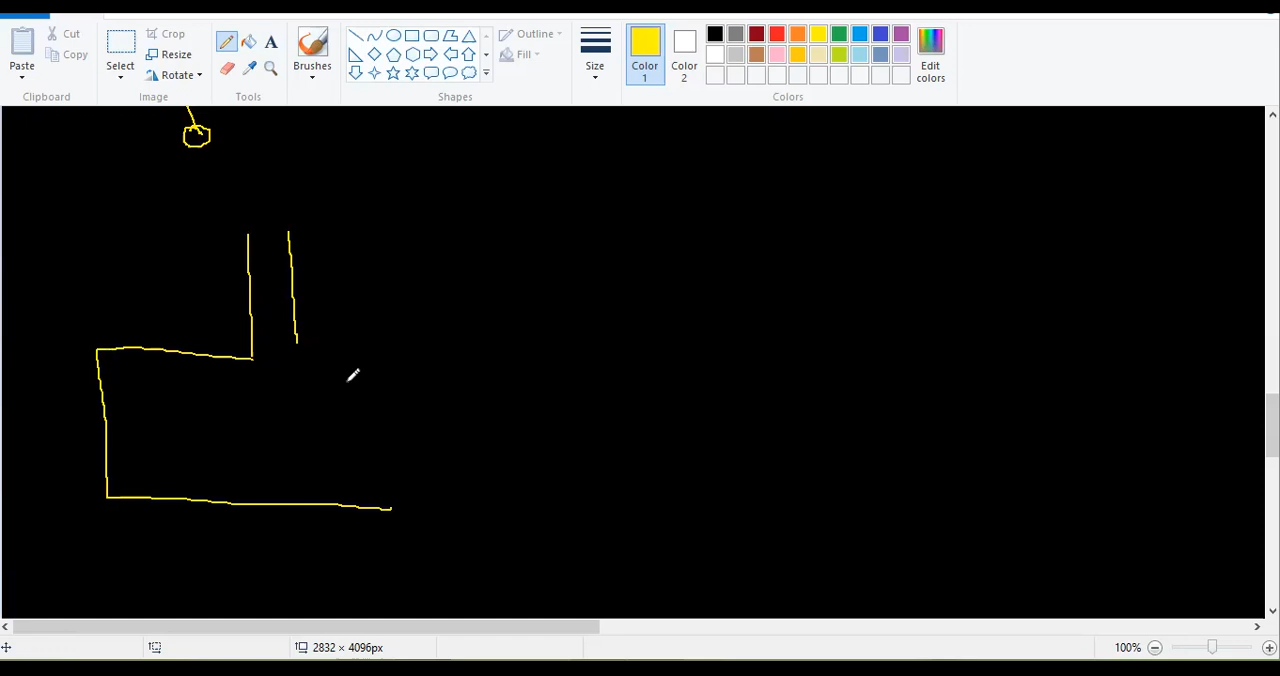 Cut
Copy
Paste
Clipboard
Crop
Resize
Rotate
Select
Image
Tools
Brushes
Outline
Fill
Shapes
Size
Color 1
Color 2
Edit colors
Colors
2832 × 4096px
100%